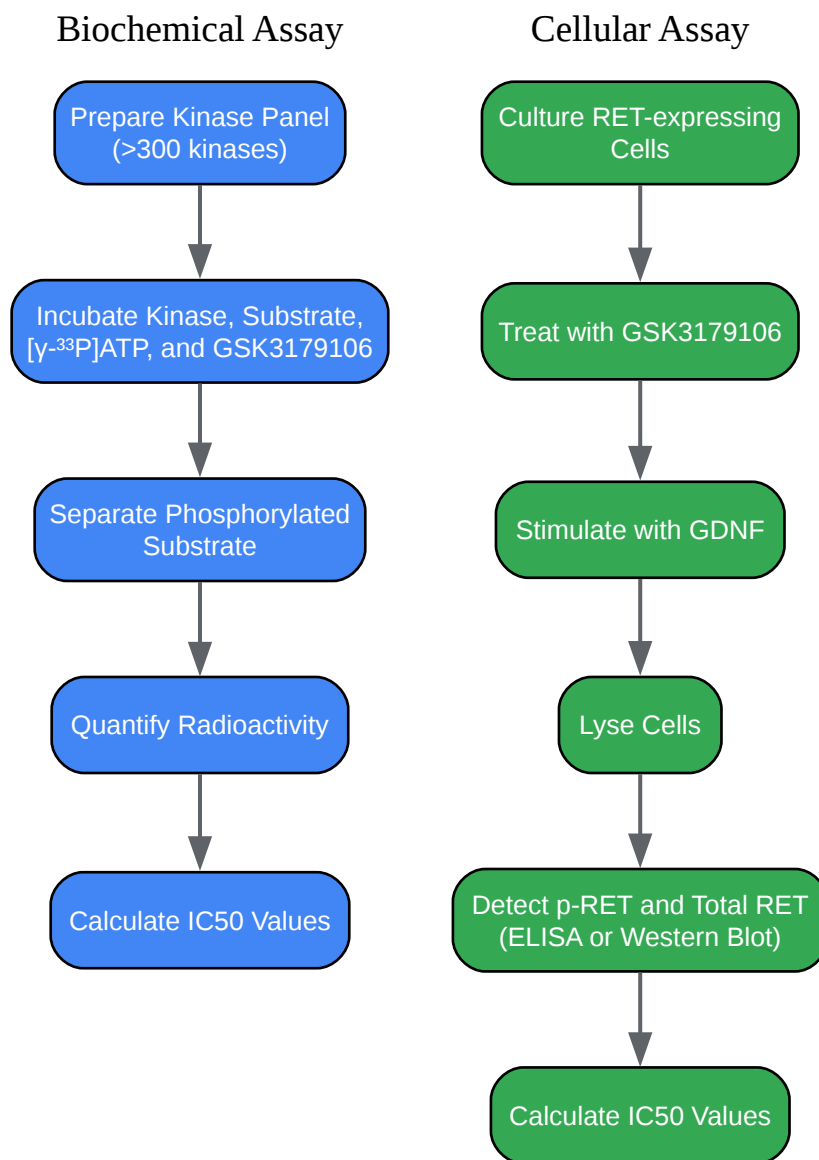 Biochemical Assay
Prepare Kinase Panel
(>300 kinases)
Incubate Kinase, Substrate,
[γ-³³P]ATP, and GSK3179106
Separate Phosphorylated
Substrate
Quantify Radioactivity
Calculate IC50 Values
Cellular Assay
Culture RET-expressing
Cells
Treat with GSK3179106
Stimulate with GDNF
Lyse Cells
Detect p-RET and Total RET
(ELISA or Western Blot)
Calculate IC50 Values